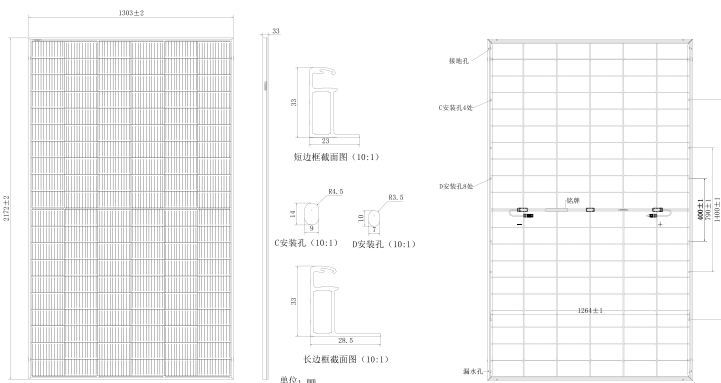 1303±2
33
2172±2
33
23
短边框截面图（10:1）
R4.5
14
9
C安装孔（10:1）
R3.5
10
7
D安装孔（10:1）
33
28.5
长边框截面图（10:1）
单位：mm
接地孔
C安装孔4处
D安装孔8处
铭牌
－
+
400±1
790±1
1400±1
1264±1
漏水孔